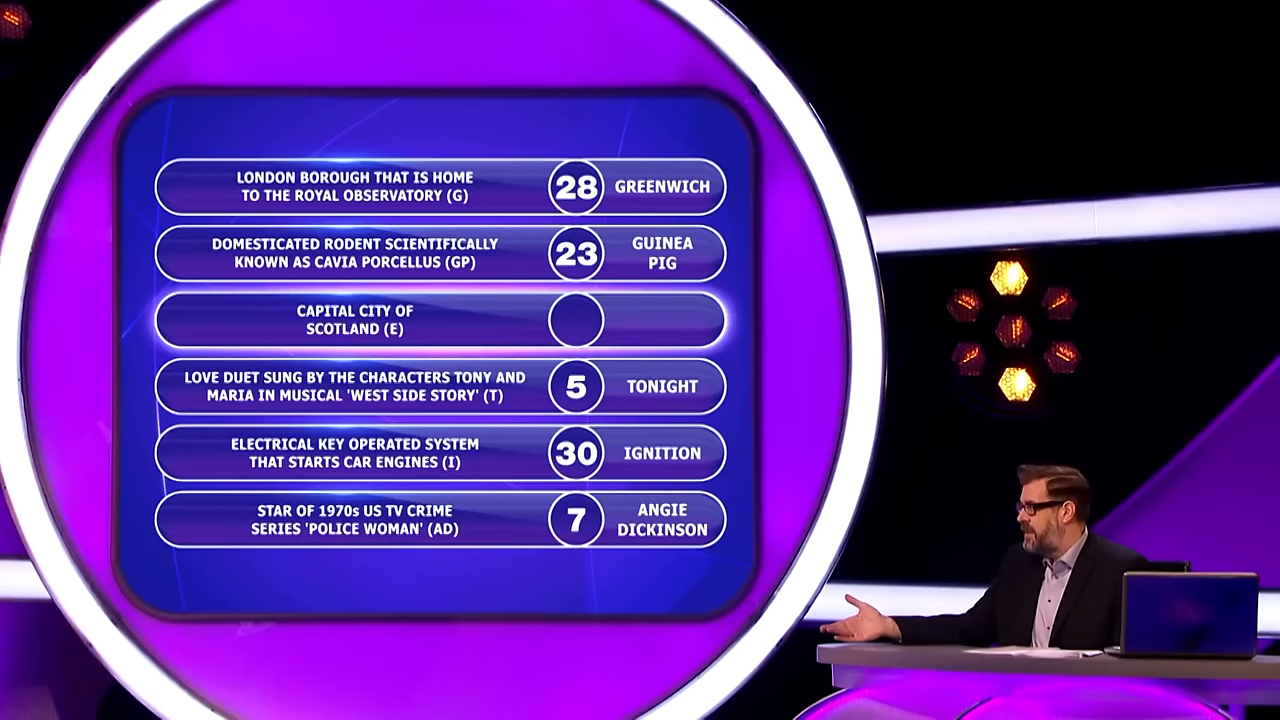 LONDON BOROUGH THAT IS HOME
TO THE ROYAL OBSERVATORY (G)
28
GREENWICH
DOMESTICATED RODENT SCIENTIFICALLY
KNOWN AS CAVIA PORCELLUS (GP)
23
GUINEA
PIG
CAPITAL CITY OF
SCOTLAND (E)
LOVE DUET SUNG BY THE CHARACTERS TONY AND
MARIA IN MUSICAL 'WEST SIDE STORY' (T)
5
TONIGHT
ELECTRICAL KEY OPERATED SYSTEM
THAT STARTS CAR ENGINES (I)
30
IGNITION
STAR OF 1970s US TV CRIME
SERIES 'POLICE WOMAN' (AD)
7
ANGIE
DICKINSON